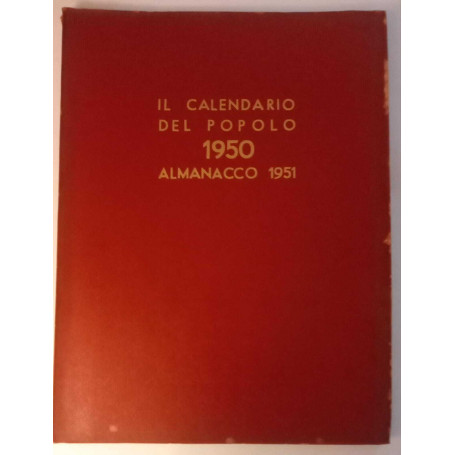 IL CALENDARIO
DEL POPOLO
1950
ALMANACCO 1951